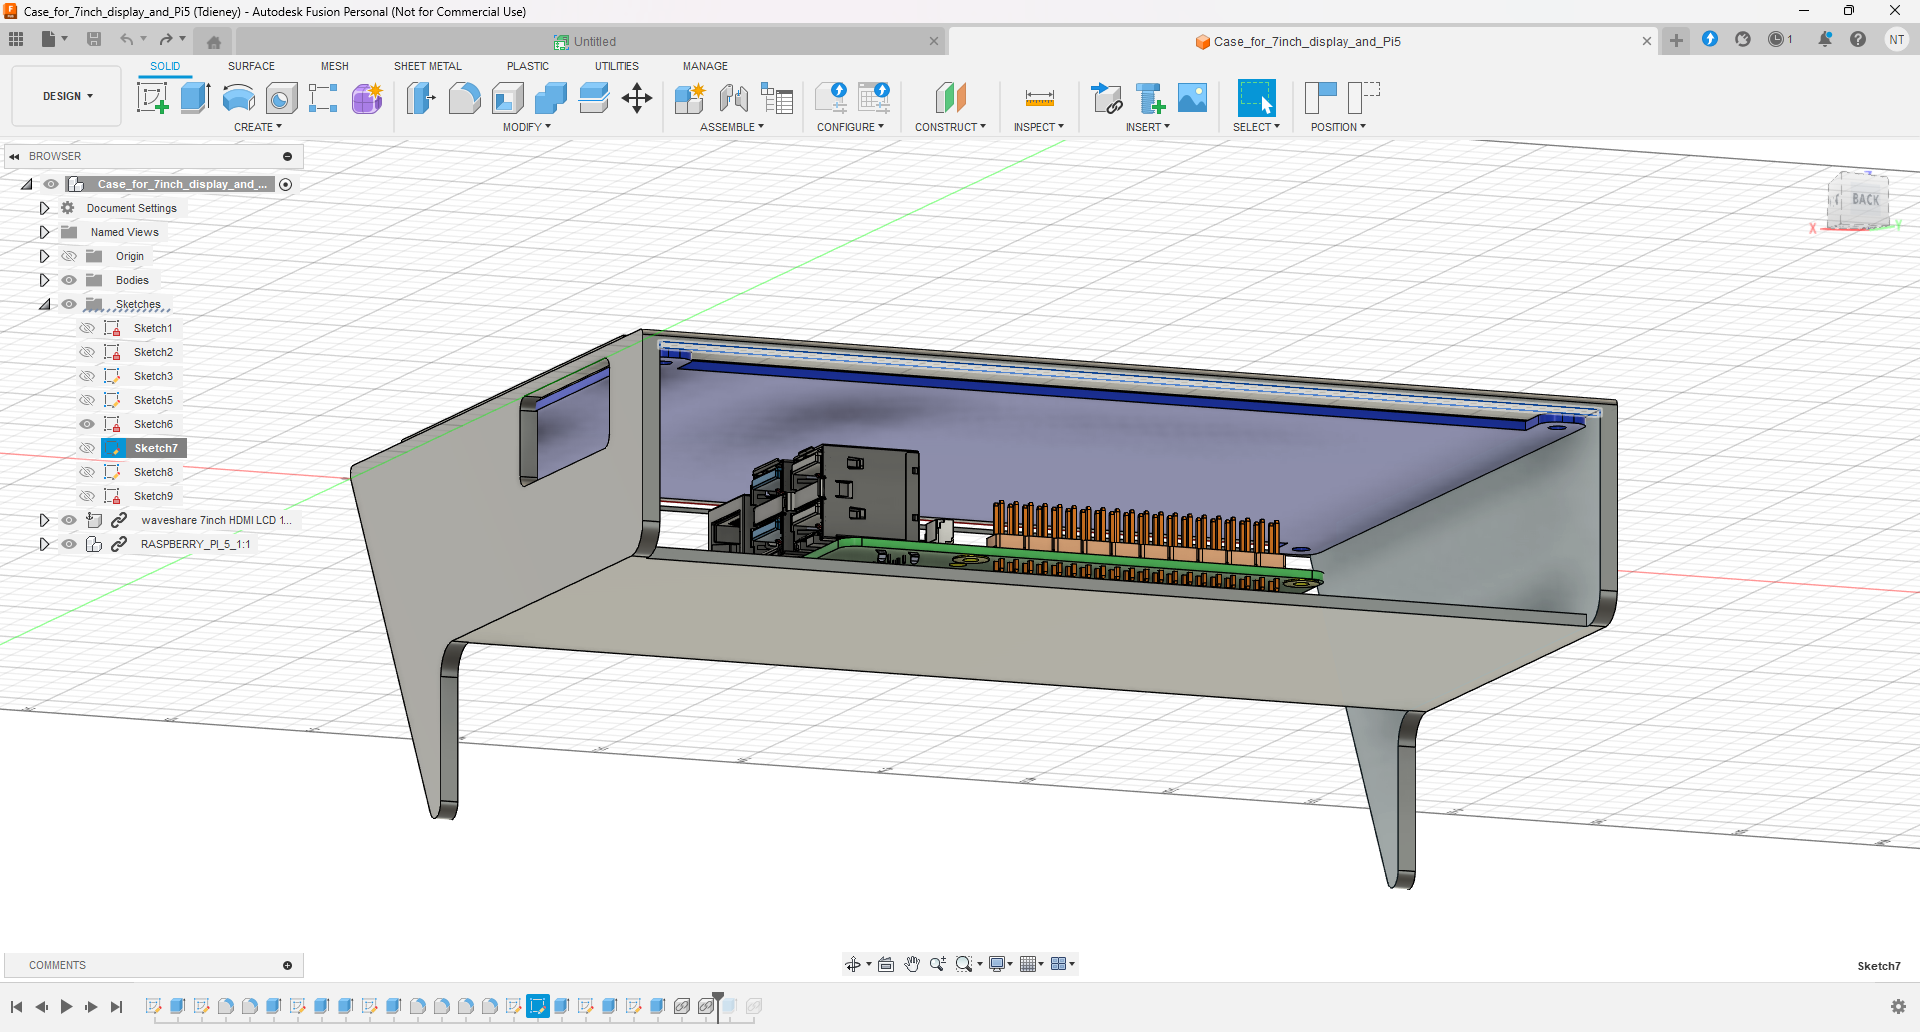 Case_for_7inch_display_and_Pi5 (Tdieney) - Autodesk Fusion Personal (Not for Commercial Use)
Untitled
Case_for_7inch_display_and_Pi5
1
NT
DESIGN
SOLID SURFACE MESH SHEET METAL PLASTIC UTILITIES MANAGE
CREATE MODIFY ASSEMBLE CONFIGURE CONSTRUCT INSPECT INSERT SELECT POSITION
BROWSER
Case_for_7inch_display_and_...
Document Settings
Named Views
Origin
Bodies
Sketches
Sketch1
Sketch2
Sketch3
Sketch5
Sketch6
Sketch7
Sketch8
Sketch9
waveshare 7inch HDMI LCD 1...
RASPBERRY_PI_5_1:1
BACK
X
Y
COMMENTS
Sketch7